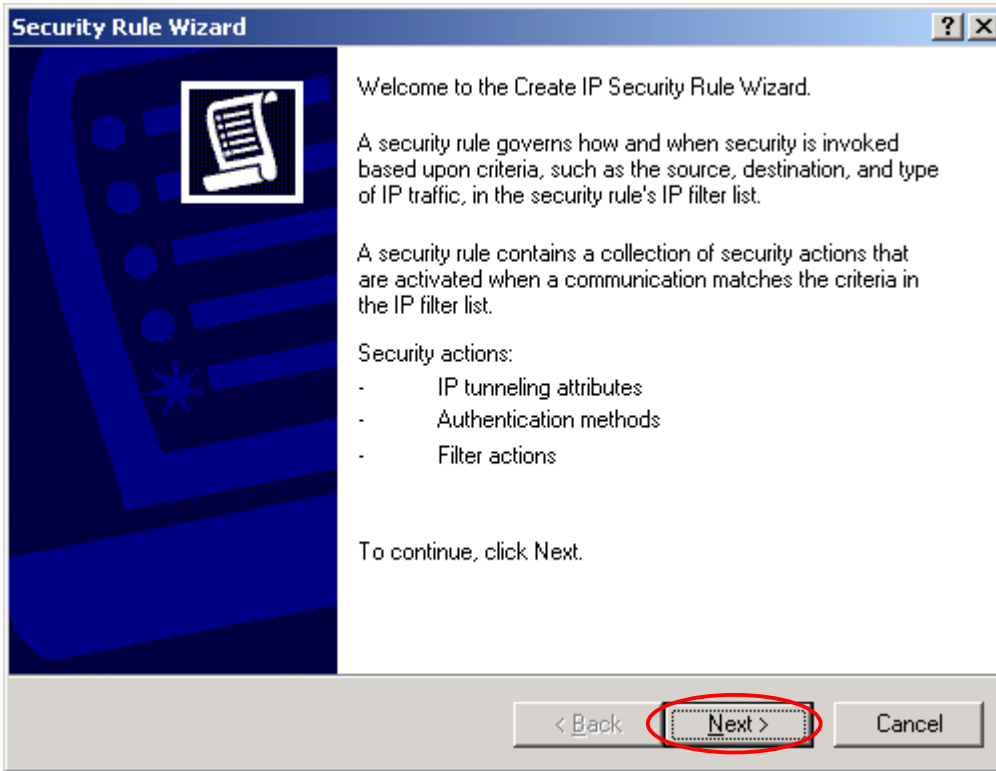 Security Rule Wizard
Welcome to the Create IP Security Rule Wizard.
A security rule governs how and when security is invoked
based upon criteria, such as the source, destination, and type
of IP traffic, in the security rule's IP filter list.
A security rule contains a collection of security actions that
are activated when a communication matches the criteria in
the IP filter list.
Security actions:
- IP tunneling attributes
- Authentication methods
- Filter actions
To continue, click Next.
< Back Next > Cancel